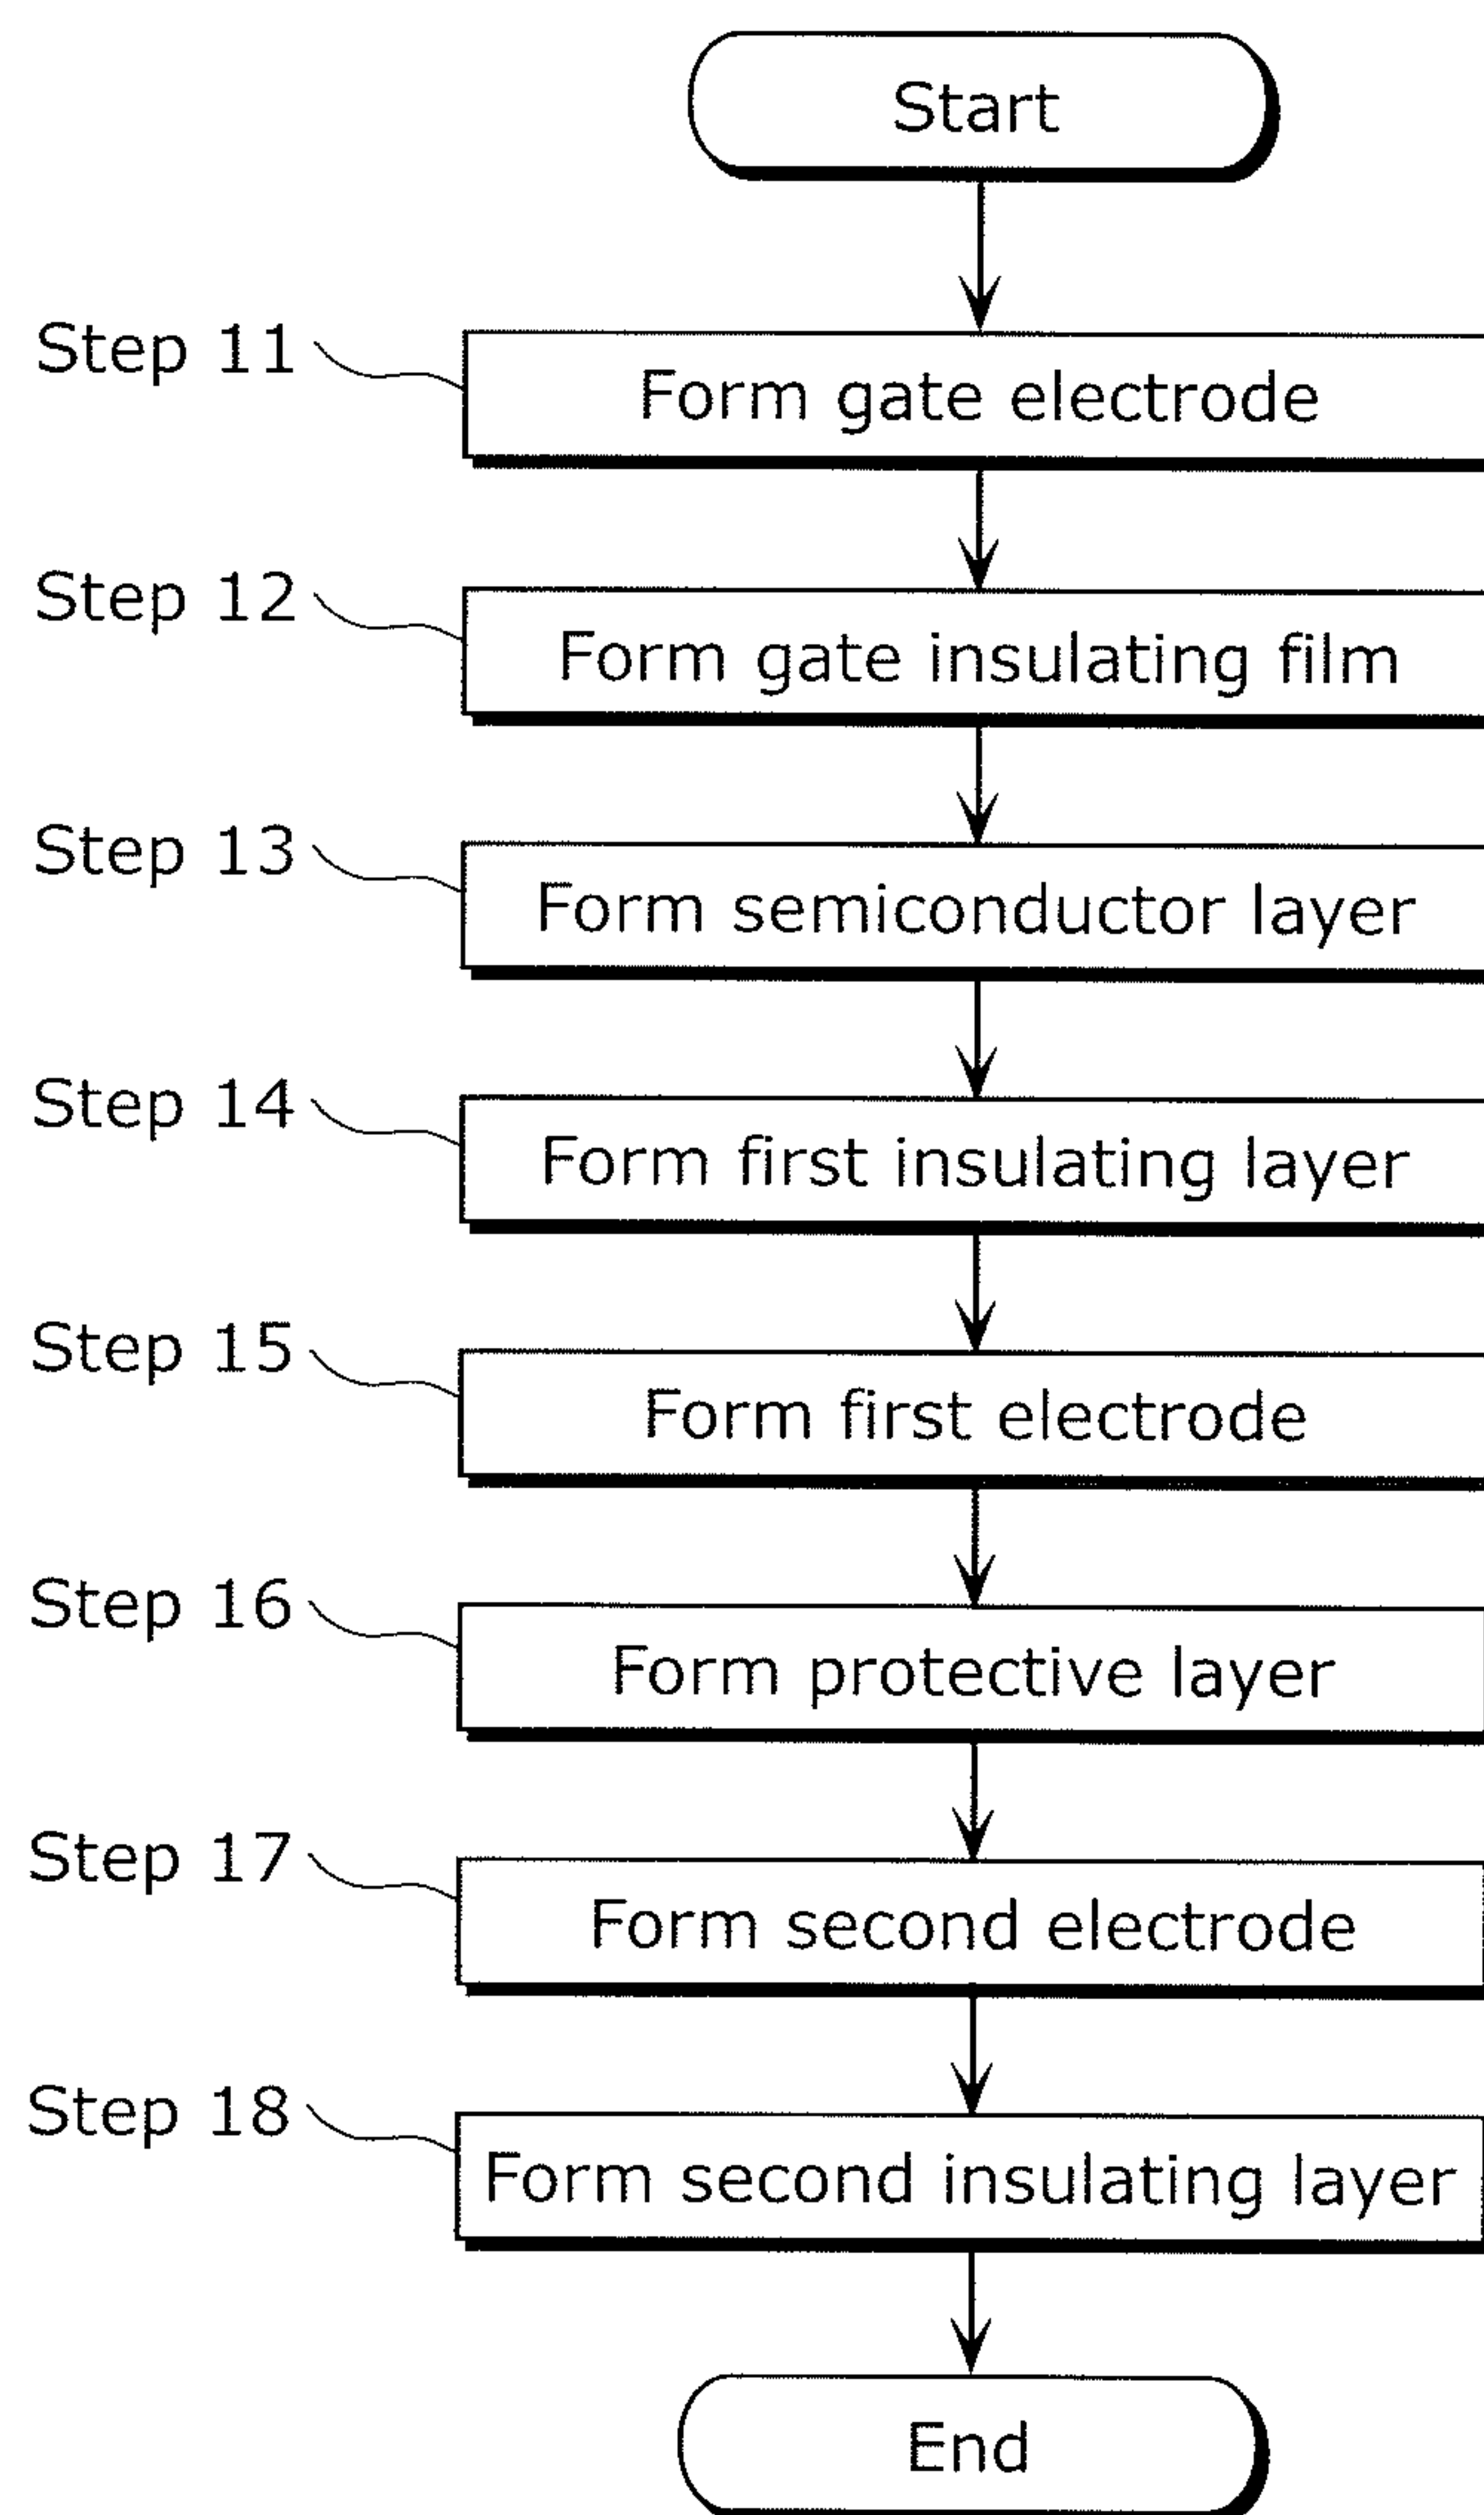 Start
Step 11
Form gate electrode
Step 12
Form gate insulating film
Step 13
Form semiconductor layer
Step 14
Form first insulating layer
Step 15
Form first electrode
Step 16
Form protective layer
Step 17
Form second electrode
Step 18
Form second insulating layer
End